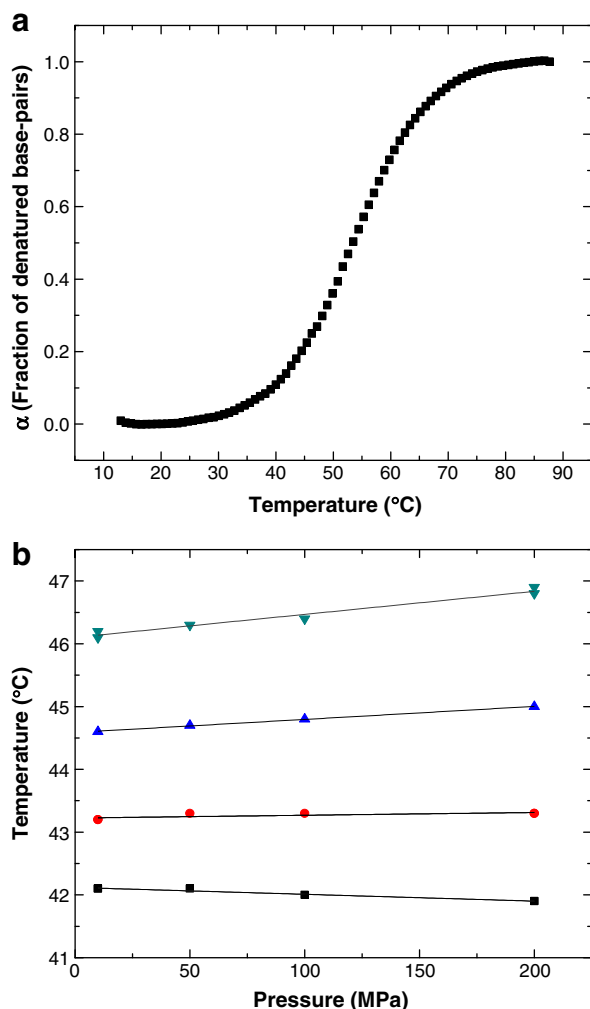 a
α (Fraction of denatured base-pairs)
1.0
0.8
0.6
0.4
0.2
0.0
10 20 30 40 50 60 70 80 90
Temperature (°C)
b
Temperature (°C)
47
46
45
44
43
42
41
0 50 100 150 200
Pressure (MPa)